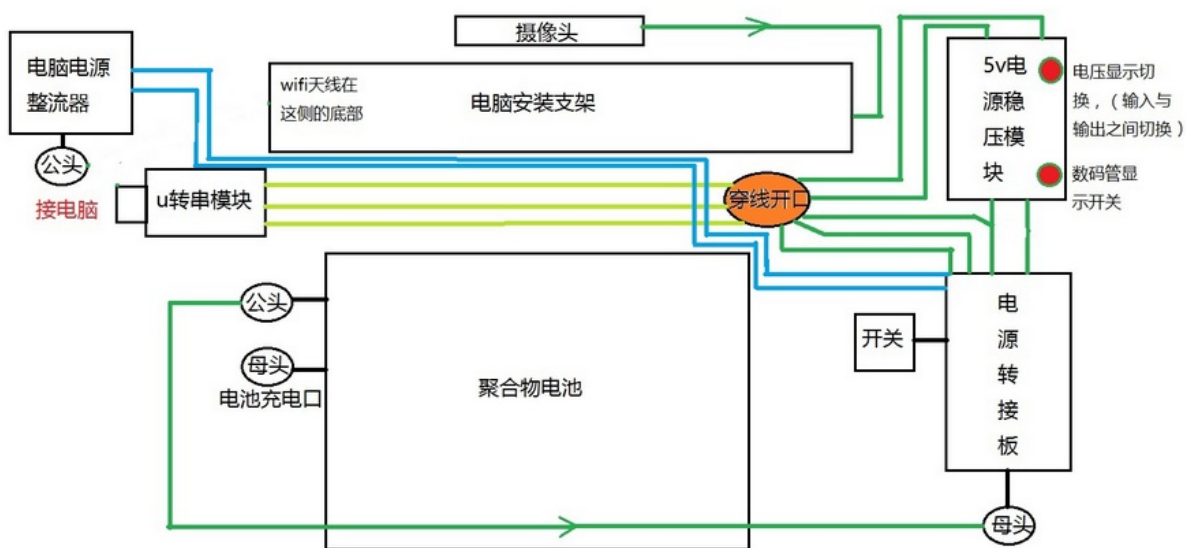 摄像头
电脑电源
整流器
wifi天线在
这侧的底部
电脑安装支架
5v电
源稳
压模
块
电压显示切
换，（输入与
输出之间切换）
数码管显
示开关
公头
接电脑
u转串模块
穿线开口
公头
母头
电池充电口
聚合物电池
开关
电
源
转
接
板
母头